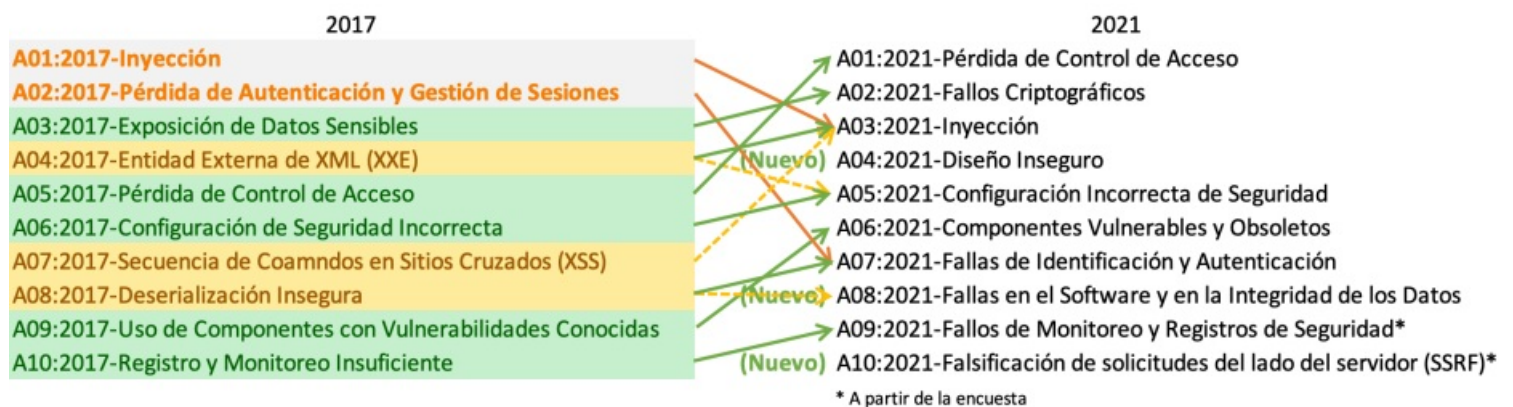 2017
2021
A01:2017-Inyección
A02:2017-Pérdida de Autenticación y Gestión de Sesiones
A03:2017-Exposición de Datos Sensibles
A04:2017-Entidad Externa de XML (XXE)
A05:2017-Pérdida de Control de Acceso
A06:2017-Configuración de Seguridad Incorrecta
A07:2017-Secuencia de Coamndos en Sitios Cruzados (XSS)
A08:2017-Deserialización Insegura
A09:2017-Uso de Componentes con Vulnerabilidades Conocidas
A10:2017-Registro y Monitoreo Insuficiente
A01:2021-Pérdida de Control de Acceso
A02:2021-Fallos Criptográficos
A03:2021-Inyección
(Nuevo) A04:2021-Diseño Inseguro
A05:2021-Configuración Incorrecta de Seguridad
A06:2021-Componentes Vulnerables y Obsoletos
A07:2021-Fallas de Identificación y Autenticación
(Nuevo) A08:2021-Fallas en el Software y en la Integridad de los Datos
A09:2021-Fallos de Monitoreo y Registros de Seguridad*
(Nuevo) A10:2021-Falsificación de solicitudes del lado del servidor (SSRF)*
* A partir de la encuesta